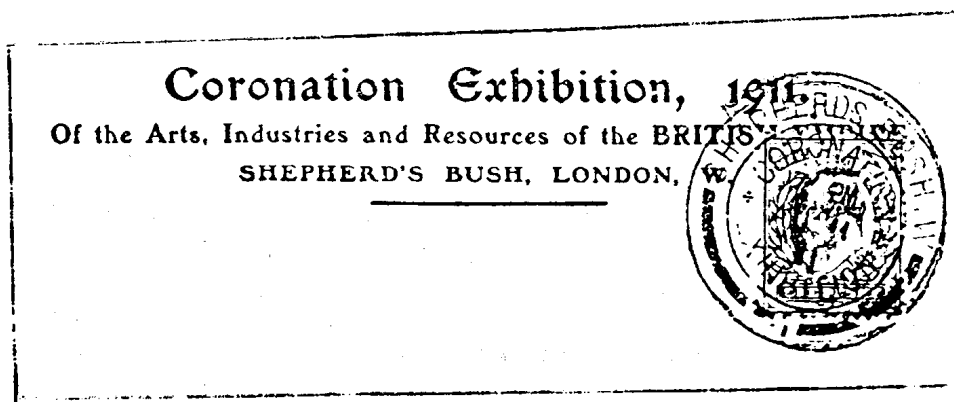 Coronation Exhibition, 1911.
Of the Arts, Industries and Resources of the
SHEPHERD'S BUSH, LONDON, W.